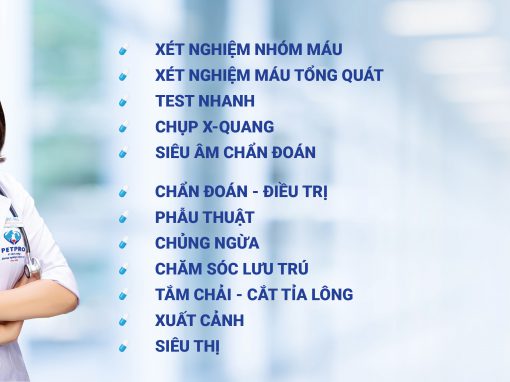 XÉT NGHIỆM NHÓM MÁU
XÉT NGHIỆM MÁU TỔNG QUÁT
TEST NHANH
CHỤP X-QUANG
SIÊU ÂM CHẨN ĐOÁN
CHẨN ĐOÁN - ĐIỀU TRỊ
PHẪU THUẬT
CHỦNG NGỪA
CHĂM SÓC LƯU TRÚ
TẮM CHẢI - CẮT TỈA LÔNG
XUẤT CẢNH
SIÊU THỊ
PETPRO